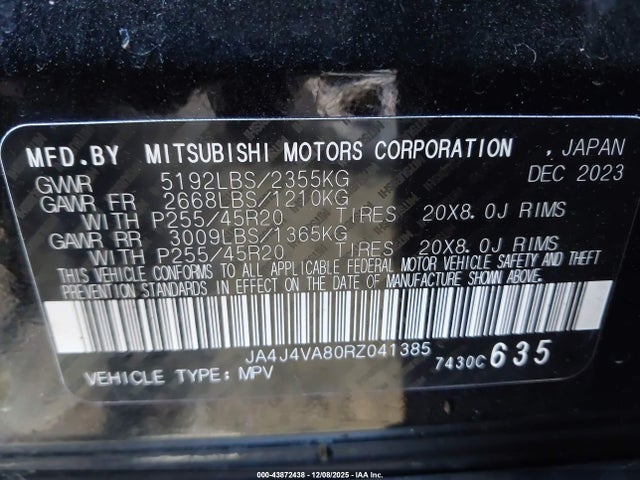 MFD.BY MITSUBISHI MOTORS CORPORATION , JAPAN
GVWR 5192LBS/2355KG DEC 2023
GAWR FR 2668LBS/1210KG
WITH P255/45R20 TIRES 20X8.0J RIMS
GAWR RR 3009LBS/1365KG
WITH P255/45R20 TIRES 20X8.0J RIMS
THIS VEHICLE CONFORMS TO ALL APPLICABLE FEDERAL MOTOR VEHICLE SAFETY AND THEFT
PREVENTION STANDARDS IN EFFECT ON THE DATE OF MANUFACTURE SHOWN ABOVE.
JA4J4VA80RZ041385 7430C 635
VEHICLE TYPE: MPV
000-43872438 - 12/08/2025 - IAA Inc.